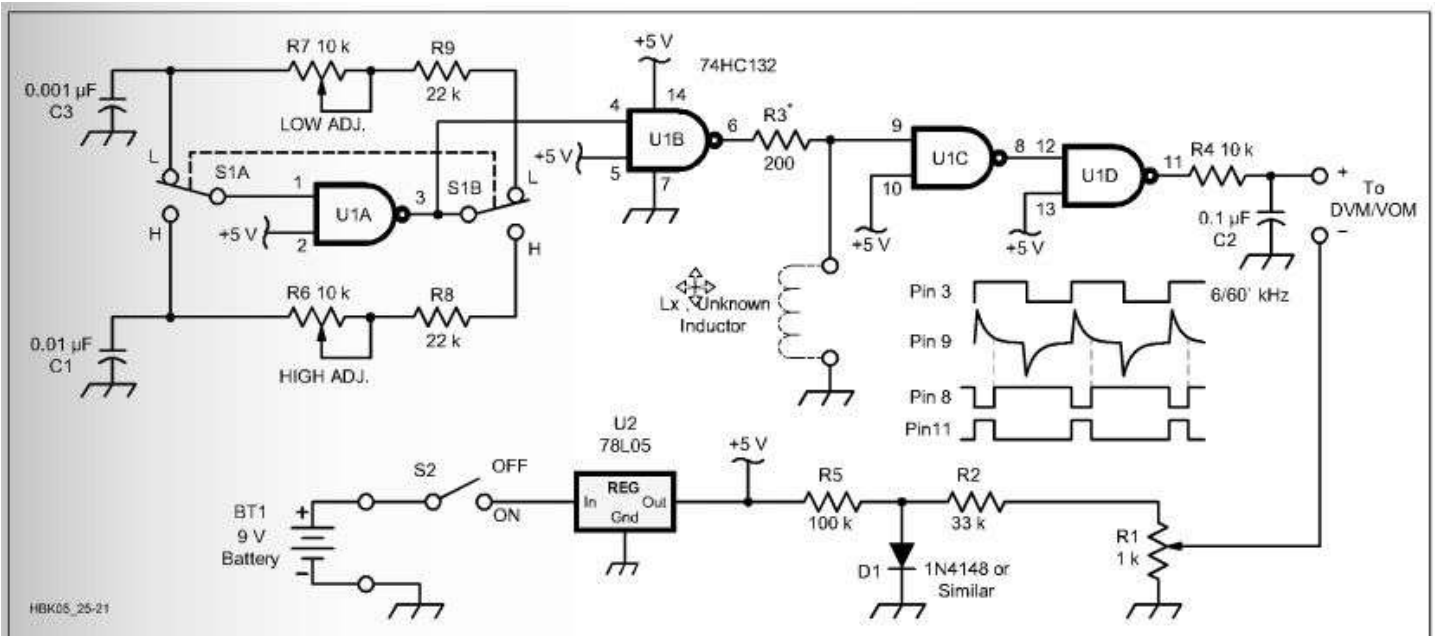 R7 10 k
R9
22 k
0.001 µF
C3
LOW ADJ.
L
S1A
H
1
2
+5 V
U1A
3
S1B
L
H
R6 10 k
R8
22 k
0.01 µF
C1
HIGH ADJ.
+5 V
74HC132
4
14
U1B
+5 V
5
7
6
R3*
200
9
U1C
10
+5 V
8
12
U1D
13
+5 V
11
R4 10 k
0.1 µF
C2
+
To
DVM/VOM
−
Lx, Unknown
Inductor
Pin 3
6/60* kHz
Pin 9
Pin 8
Pin11
BT1
9 V
Battery
+
−
S2
OFF
ON
U2
78L05
REG
In
Out
Gnd
+5 V
R5
100 k
R2
33 k
D1
1N4148 or
Similar
R1
1 k
HBK05_25-21